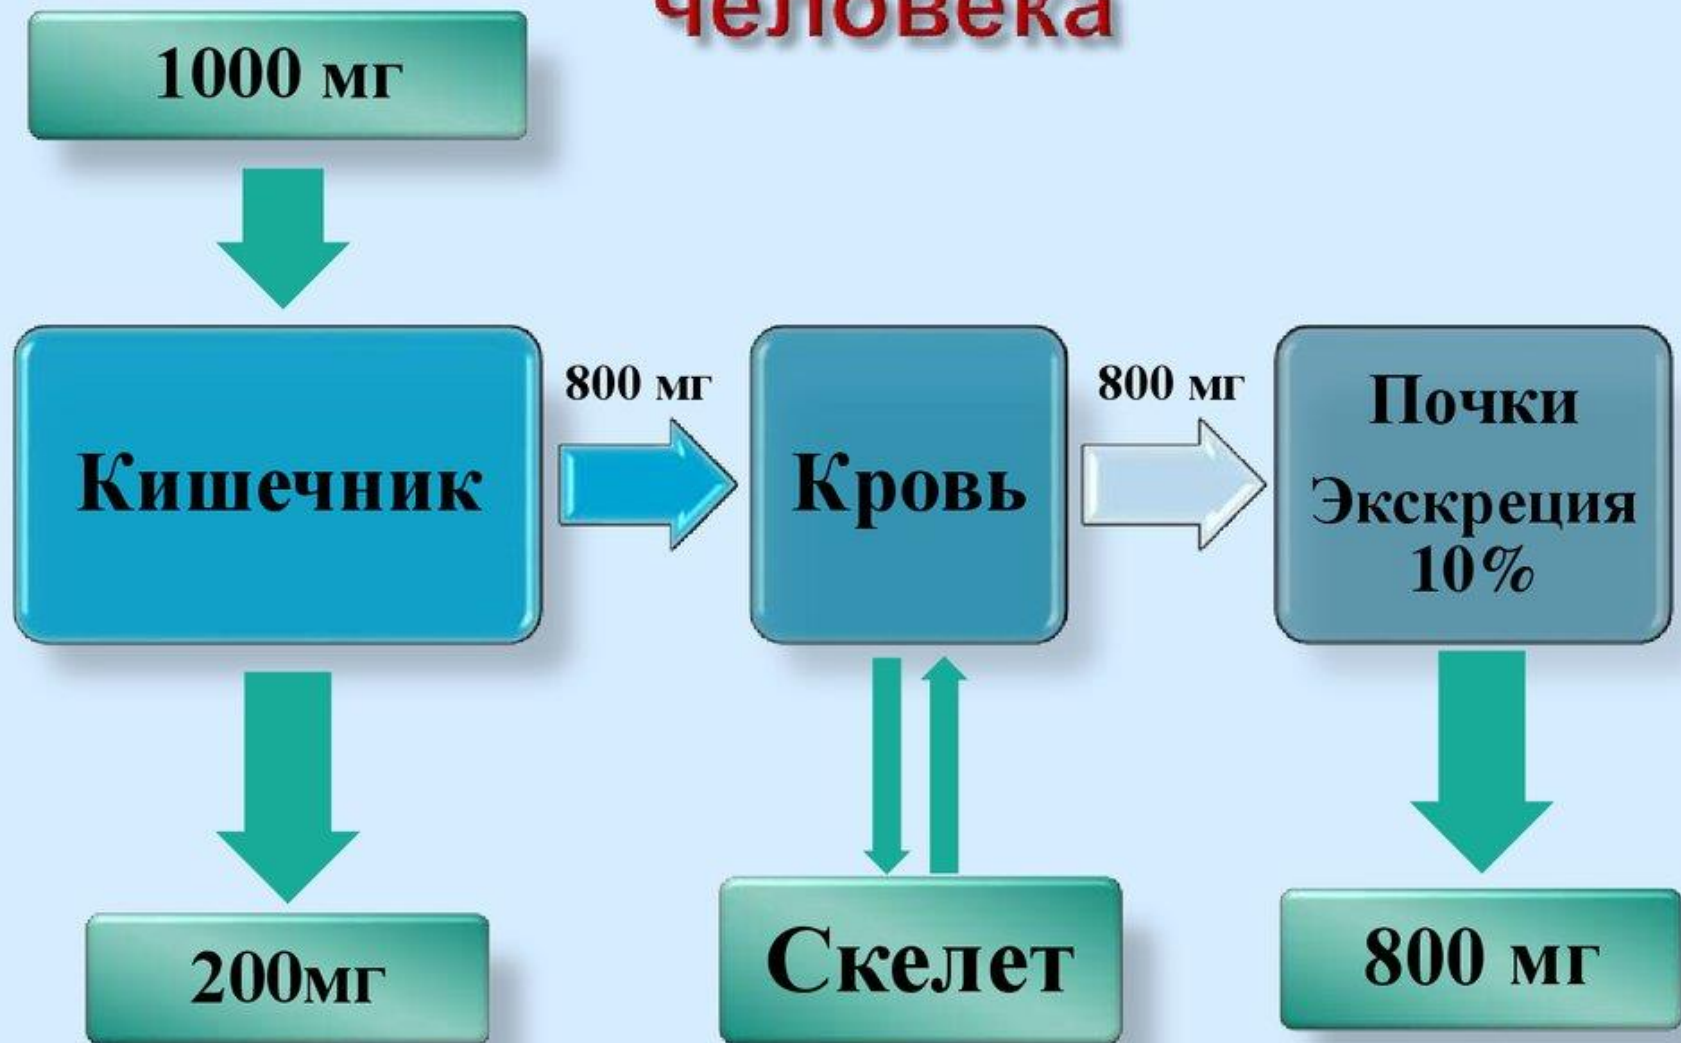 человека
1000 мг
800 мг
800 мг
Кишечник
Кровь
Почки
Экскреция
10%
200мг
Скелет
800 мг